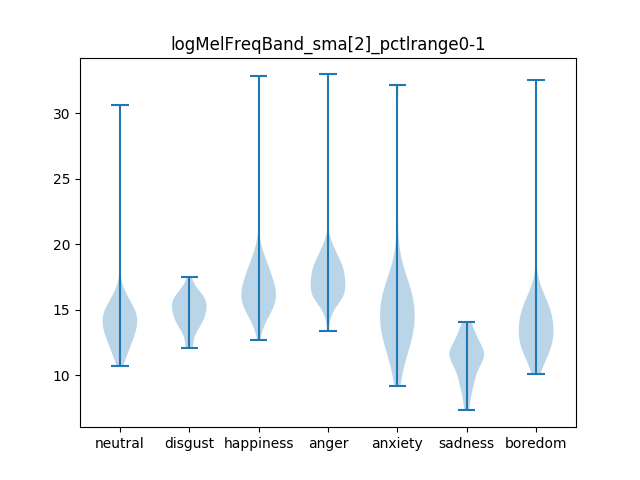 logMelFreqBand_sma[2]_pctlrange0-1
30
25
20
15
10
neutral disgust happiness anger anxiety sadness boredom